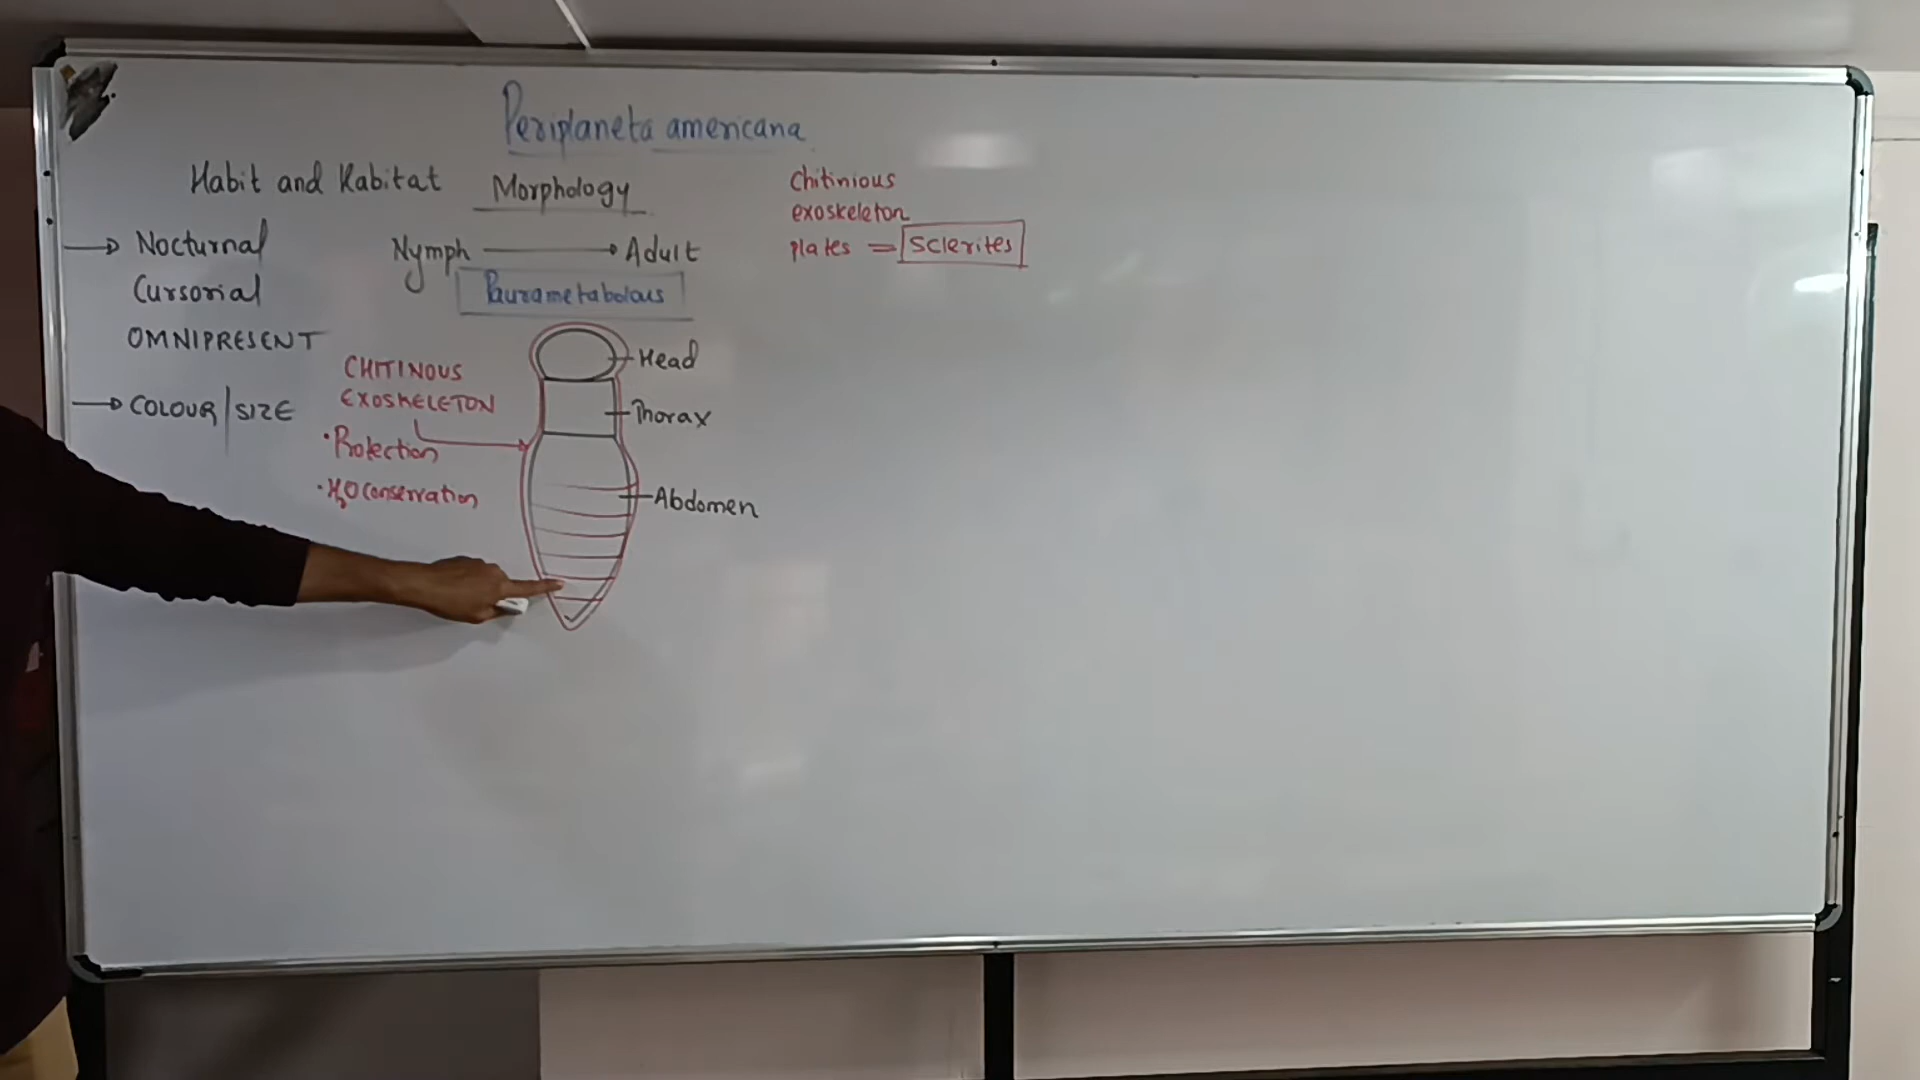 Periplaneta americana
Habit and Habitat
Nocturnal
Cursorial
OMNIPRESENT
COLOUR/SIZE
Morphology
Nymph → Adult
Paurametabolous
CHITINOUS
EXOSKELETON
• Protection
• H₂O conservation
Head
Thorax
Abdomen
Chitinious
exoskeleton
plates = sclerites